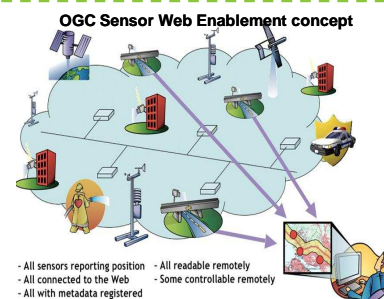 OGC Sensor Web Enablement concept
- All sensors reporting position
- All connected to the Web
- All with metadata registered
- All readable remotely
- Some controllable remotely